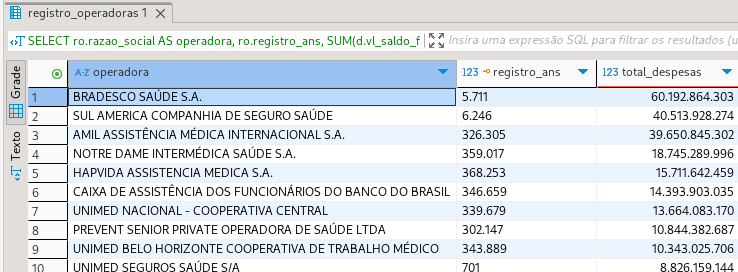 registro_operadoras 1
SELECT ro.razao_social AS operadora, ro.registro_ans, SUM(d.vl_saldo_f
Insira uma expressão SQL para filtrar os resultados (u
Grade
Texto
A-Z operadora 123 registro_ans 123 total_despesas
1 BRADESCO SAÚDE S.A. 5.711 60.192.864.303
2 SUL AMERICA COMPANHIA DE SEGURO SAÚDE 6.246 40.513.928.274
3 AMIL ASSISTÊNCIA MÉDICA INTERNACIONAL S.A. 326.305 39.650.845.302
4 NOTRE DAME INTERMÉDICA SAÚDE S.A. 359.017 18.745.289.996
5 HAPVIDA ASSISTENCIA MEDICA S.A. 368.253 15.711.642.459
6 CAIXA DE ASSISTÊNCIA DOS FUNCIONÁRIOS DO BANCO DO BRASIL 346.659 14.393.903.035
7 UNIMED NACIONAL - COOPERATIVA CENTRAL 339.679 13.664.083.170
8 PREVENT SENIOR PRIVATE OPERADORA DE SAÚDE LTDA 302.147 10.844.382.687
9 UNIMED BELO HORIZONTE COOPERATIVA DE TRABALHO MÉDICO 343.889 10.343.025.706
10 UNIMED SEGUROS SAÚDE S/A 701 8.826.159.144